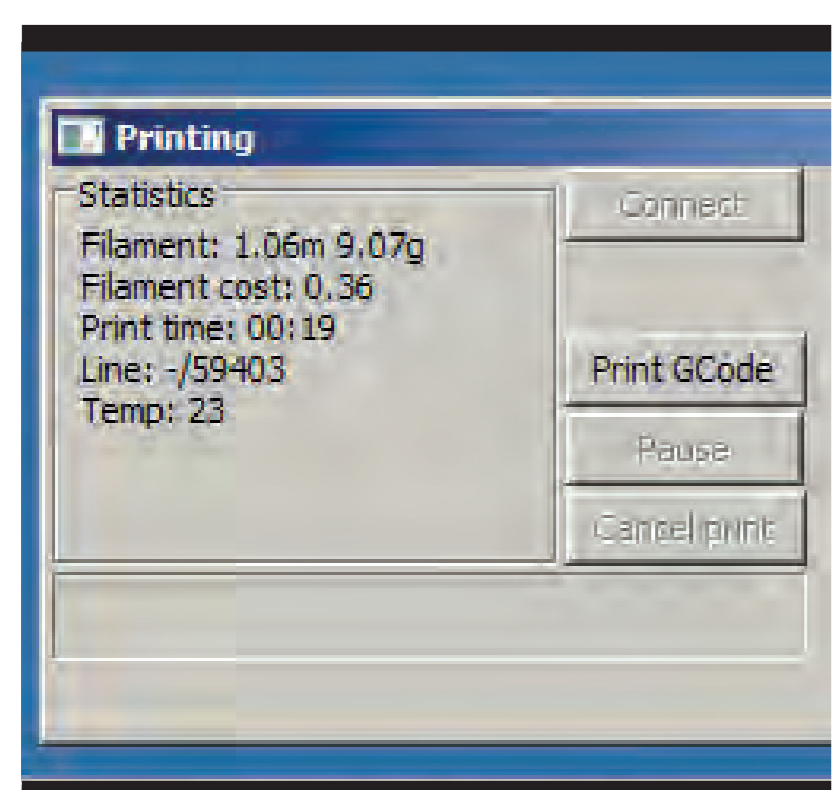 Printing
Statistics
Filament: 1.06m 9.07g
Filament cost: 0.36
Print time: 00:19
Line: -/59403
Temp: 23
Connect
Print GCode
Pause
Cancel print